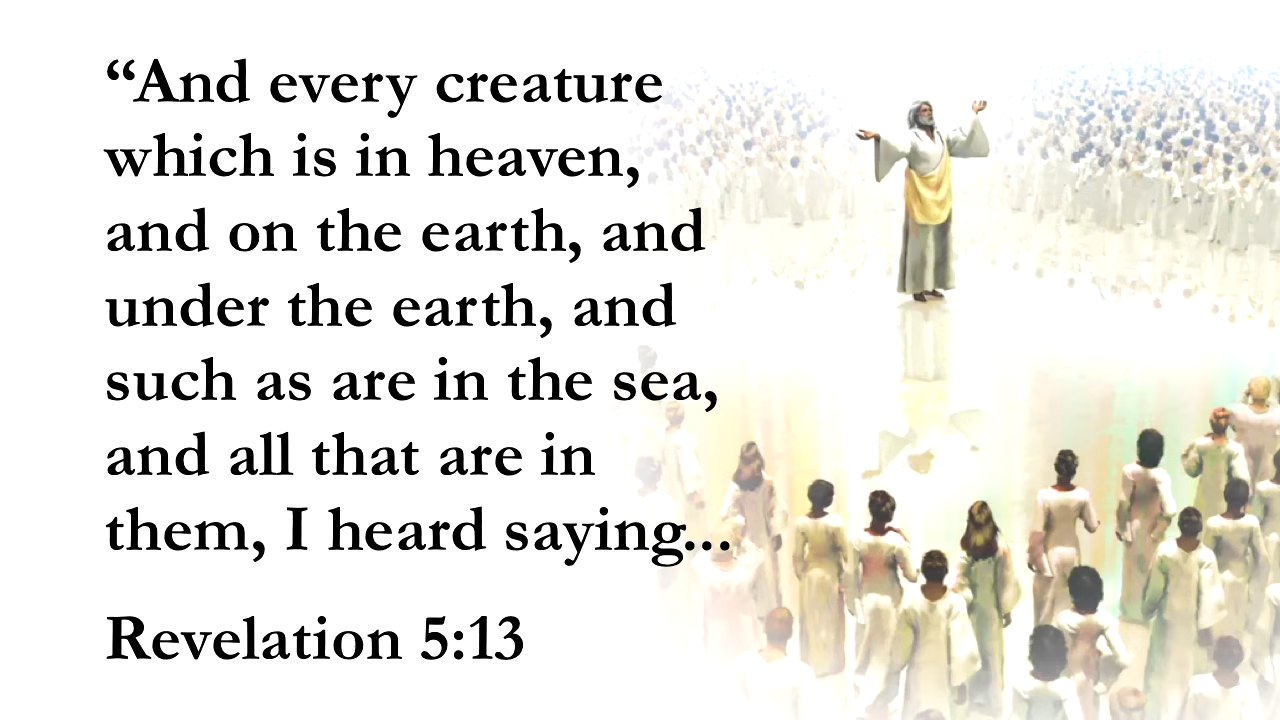 “And every creature
which is in heaven,
and on the earth, and
under the earth, and
such as are in the sea,
and all that are in
them, I heard saying...
Revelation 5:13